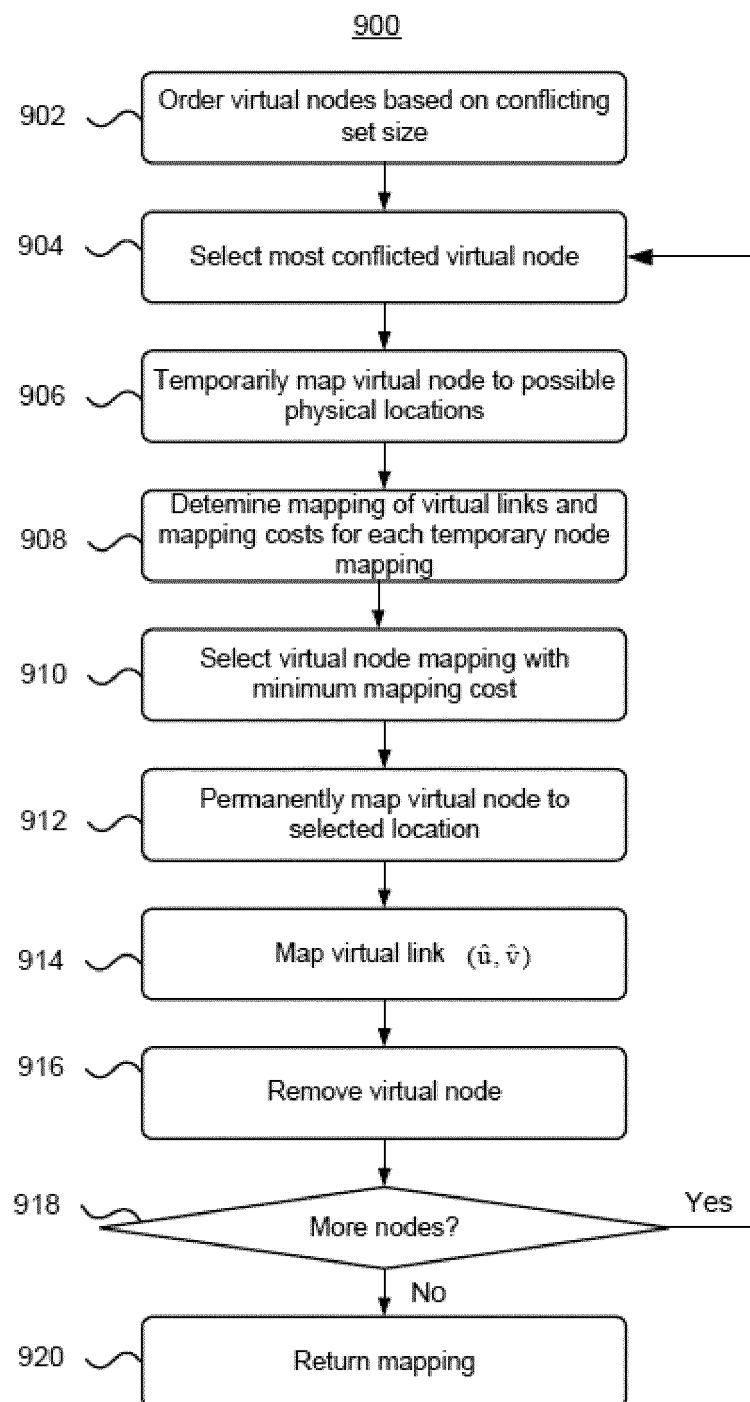 900
902
Order virtual nodes based on conflicting
set size
904
Select most conflicted virtual node
906
Temporarily map virtual node to possible
physical locations
908
Detemine mapping of virtual links and
mapping costs for each temporary node
mapping
910
Select virtual node mapping with
minimum mapping cost
912
Permanently map virtual node to
selected location
914
Map virtual link (û, v̂)
916
Remove virtual node
918
More nodes?
Yes
No
920
Return mapping